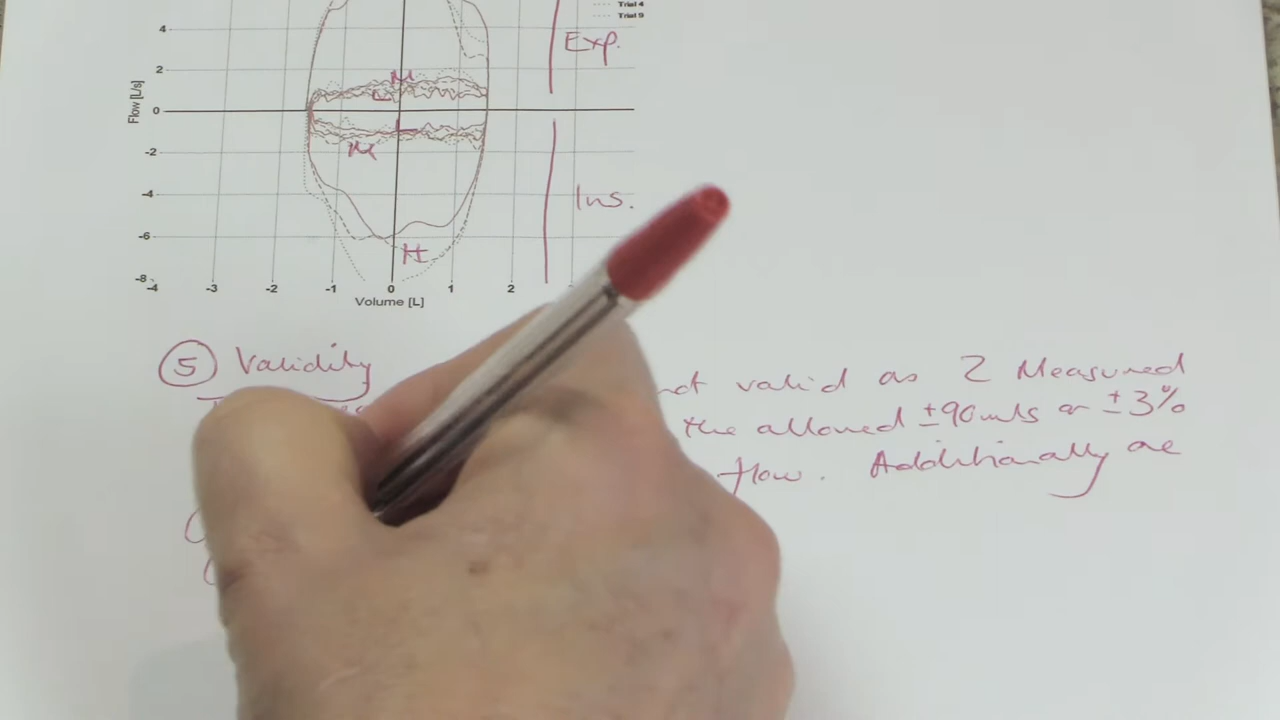 Trial 4
Trial 9
4
2
0
-2
-4
-6
-8
Flow [L/s]
-4 -3 -2 -1 0 1 2
Volume [L]
Exp.
M
L
L
M
Ins.
H
5 Validity
not valid as 2 Measured
the allowed ±90mls or ±3%
flow. Additionally are